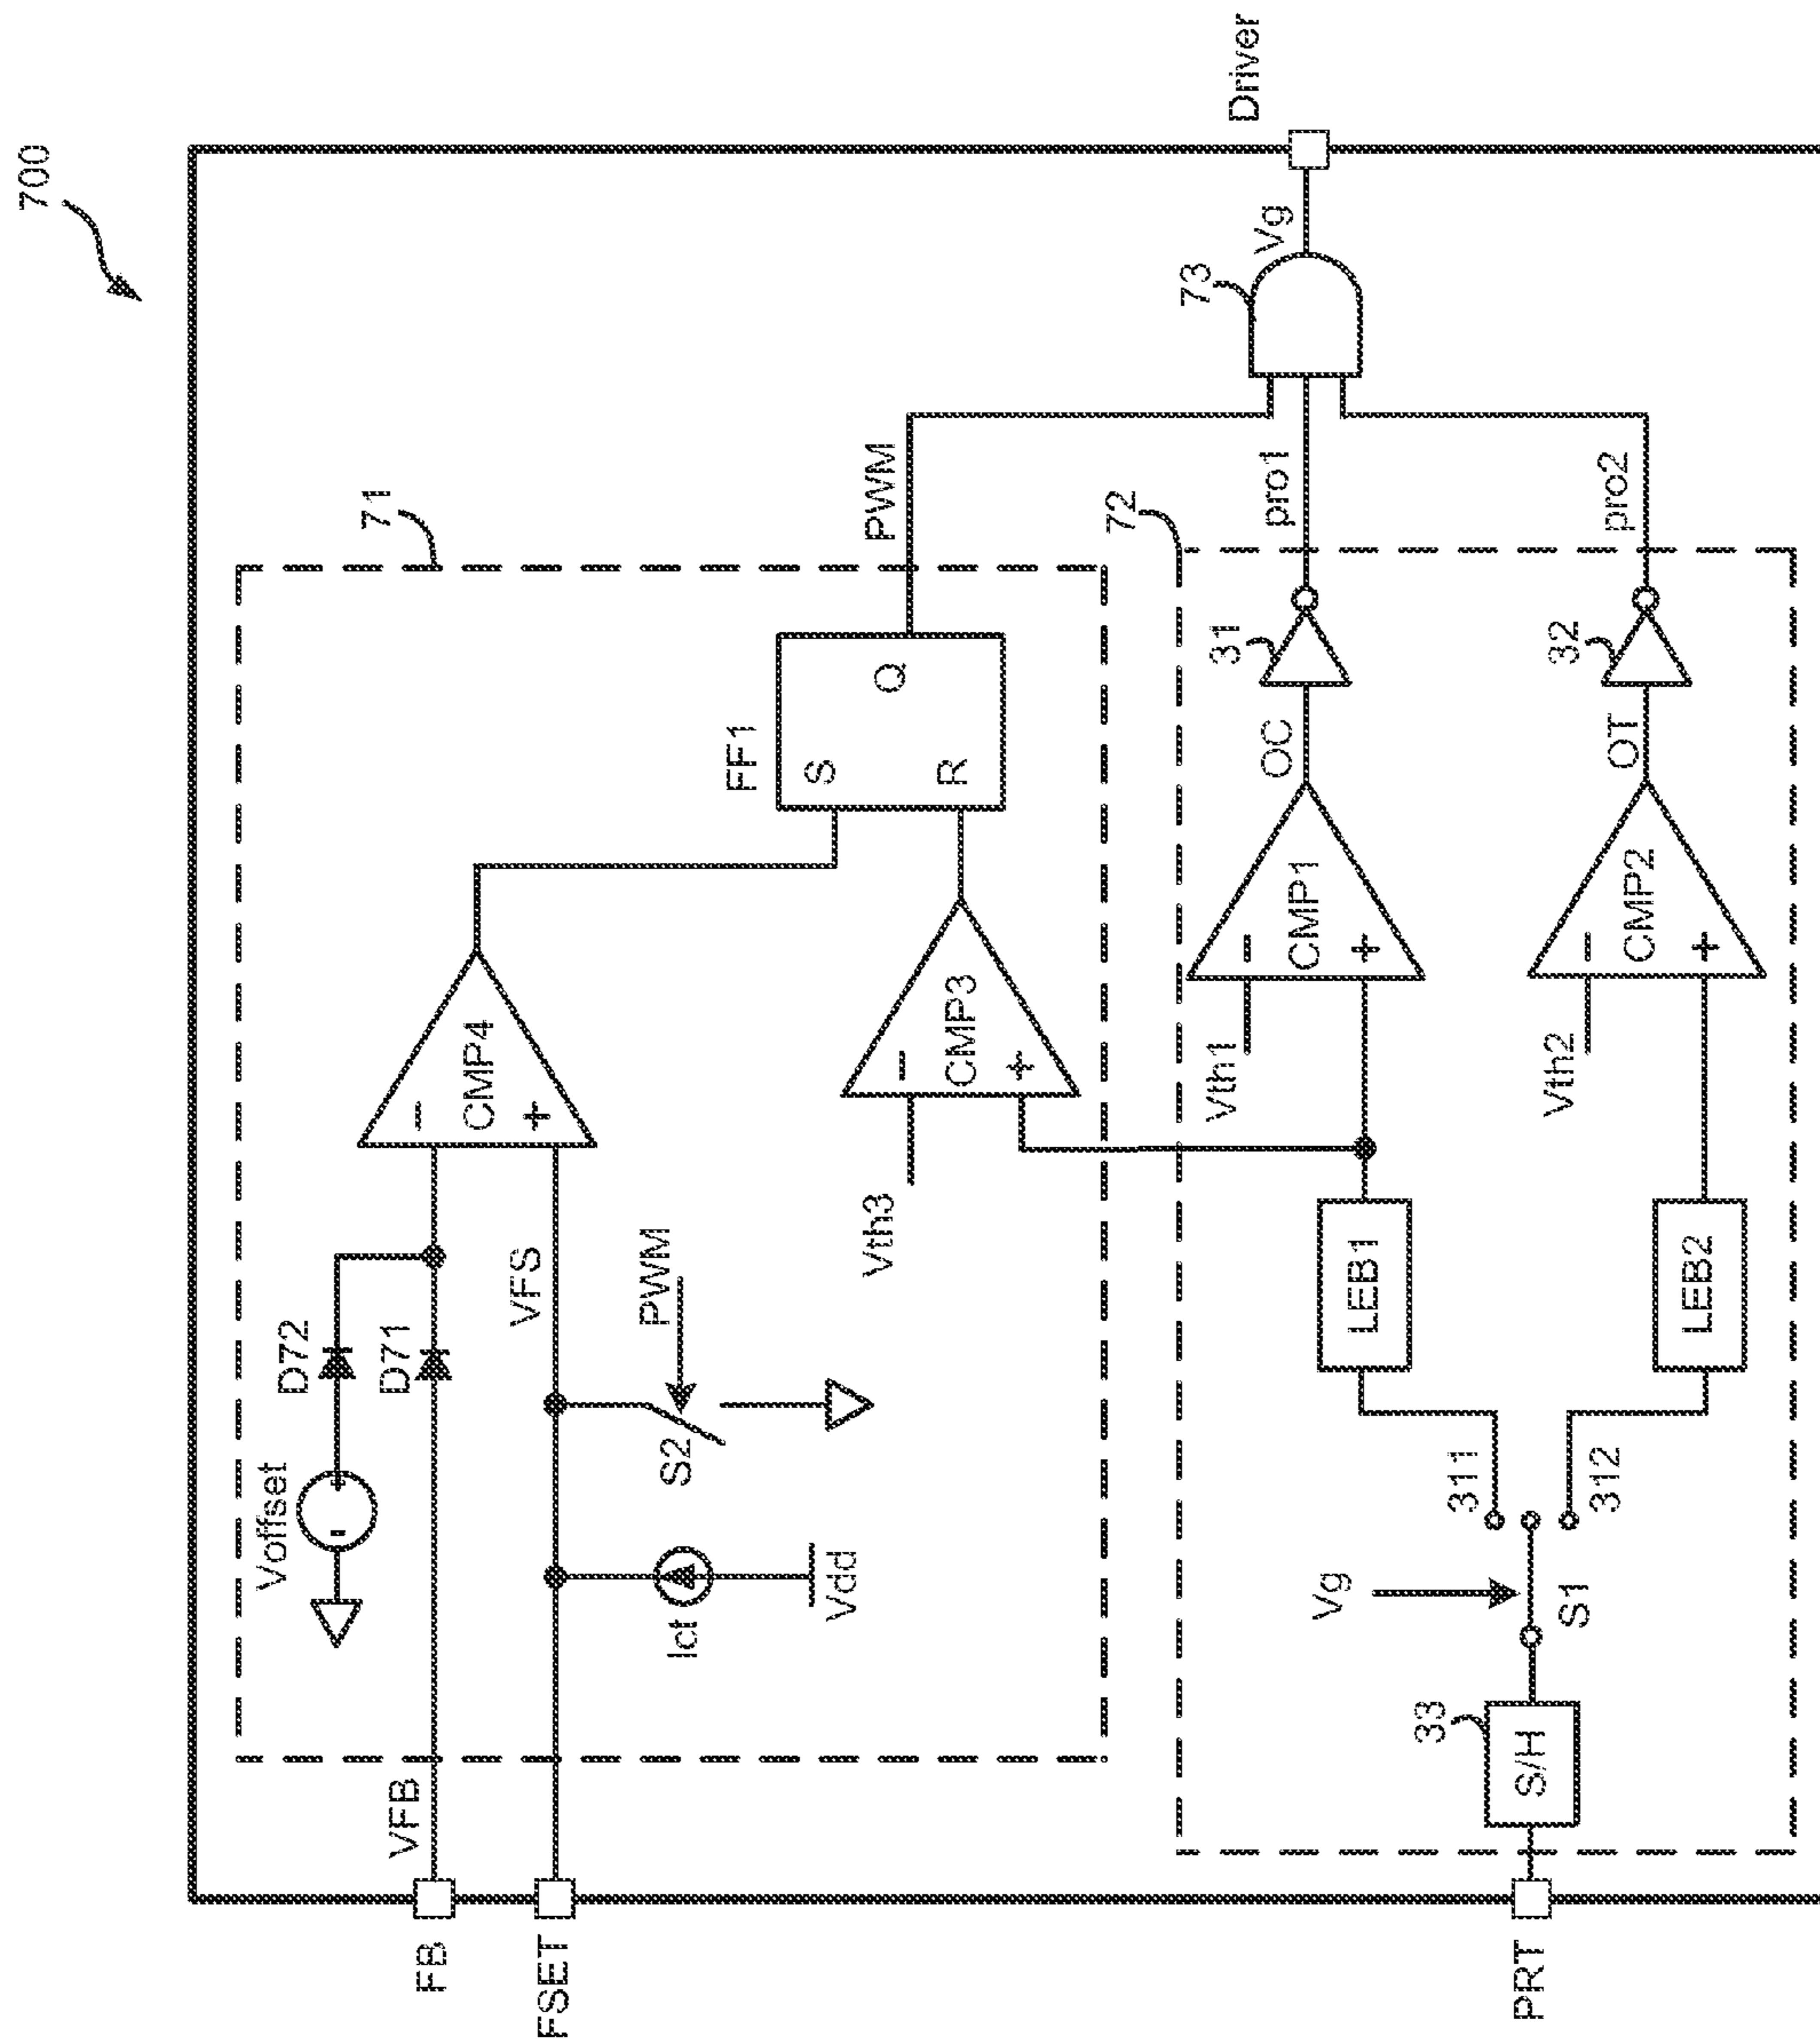 700
71
Voffset
D72
D71
FB
VFB
-
CMP4
+
FSET
VFS
Ict
Vdd
S2
PWM
FF1
S
Q
R
PWM
Vth3
-
CMP3
+
72
73
Vg
Driver
PRT
33
S/H
Vg
S1
311
312
LEB1
LEB2
Vth1
-
CMP1
+
OC
31
pro1
Vth2
-
CMP2
+
OT
32
pro2